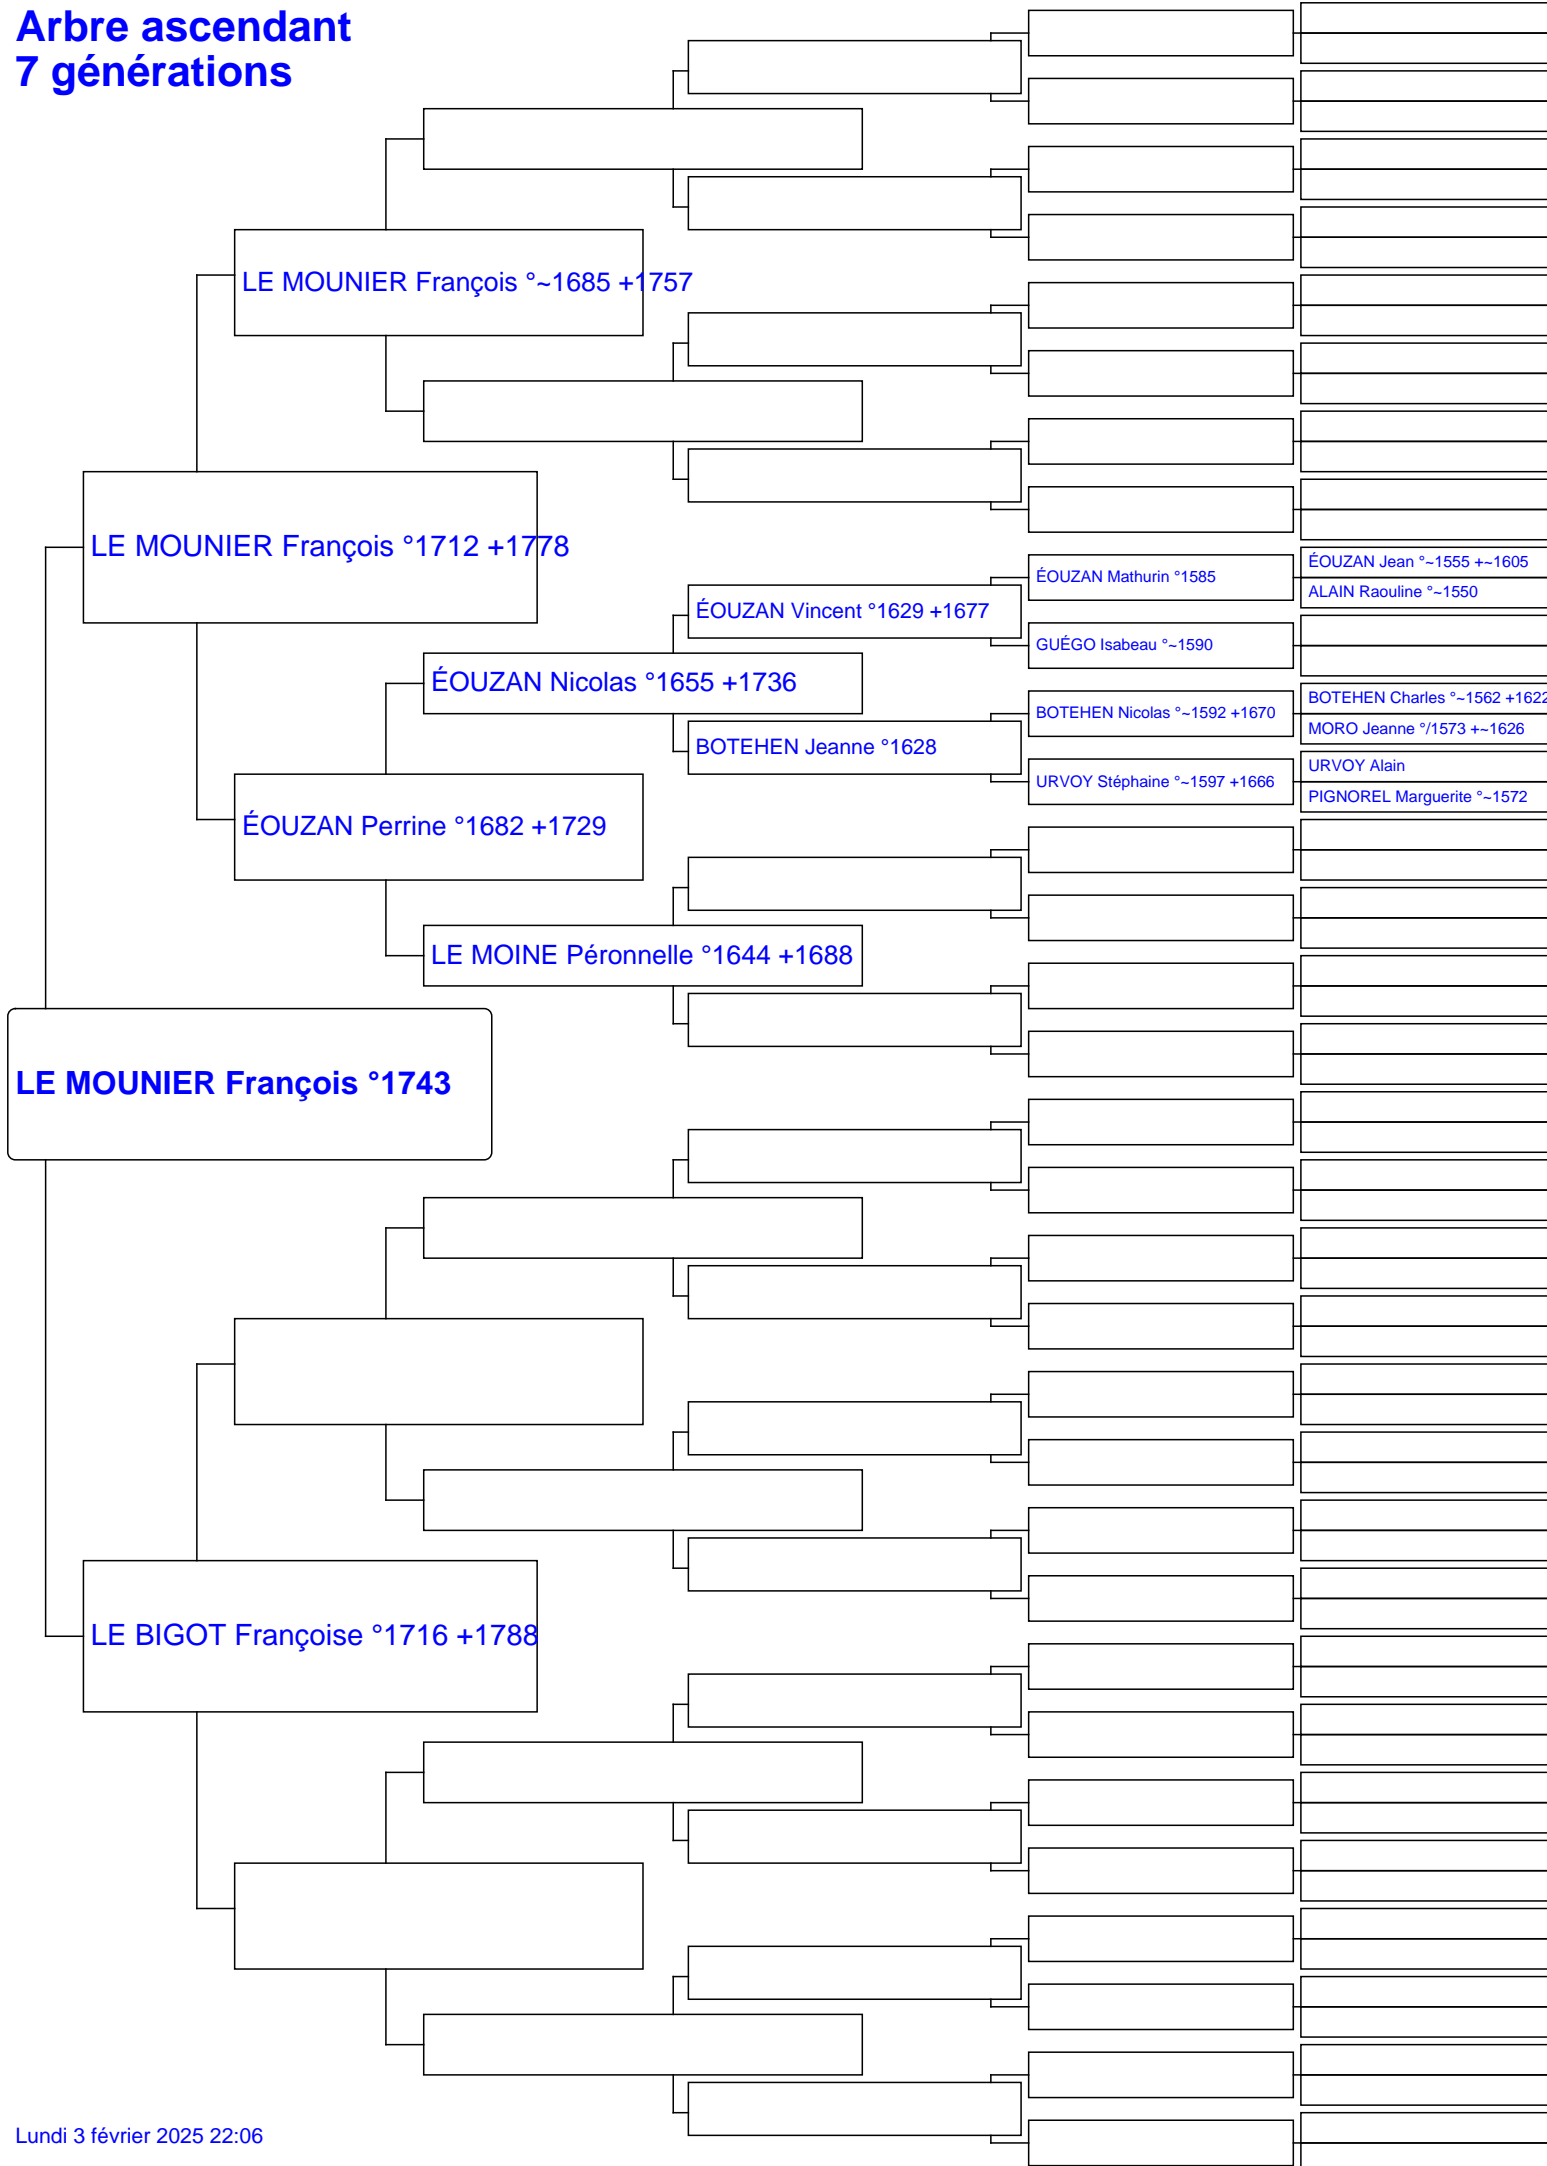 Arbre ascendant
7 générations
LE MOUNIER François °~1685 +1757
LE MOUNIER François °1712 +1778
ÉOUZAN Jean °~1555 +~1605
ÉOUZAN Mathurin °1585
ALAIN Raouline °~1550
ÉOUZAN Vincent °1629 +1677
GUÉGO Isabeau °~1590
ÉOUZAN Nicolas °1655 +1736
BOTEHEN Charles °~1562 +1622
BOTEHEN Nicolas °~1592 +1670
MORO Jeanne °/1573 +~1626
BOTEHEN Jeanne °1628
URVOY Alain
URVOY Stéphaine °~1597 +1666
PIGNOREL Marguerite °~1572
ÉOUZAN Perrine °1682 +1729
LE MOINE Péronnelle °1644 +1688
LE MOUNIER François °1743
LE BIGOT Françoise °1716 +1788
Lundi 3 février 2025 22:06